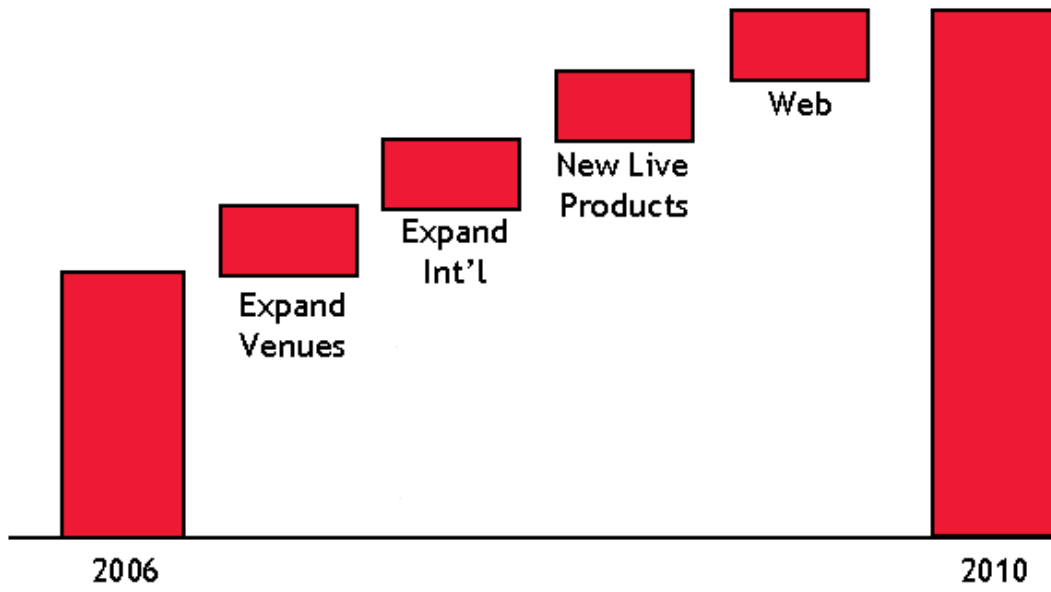 Web
New Live
Products
Expand
Int'l
Expand
Venues
2006
2010